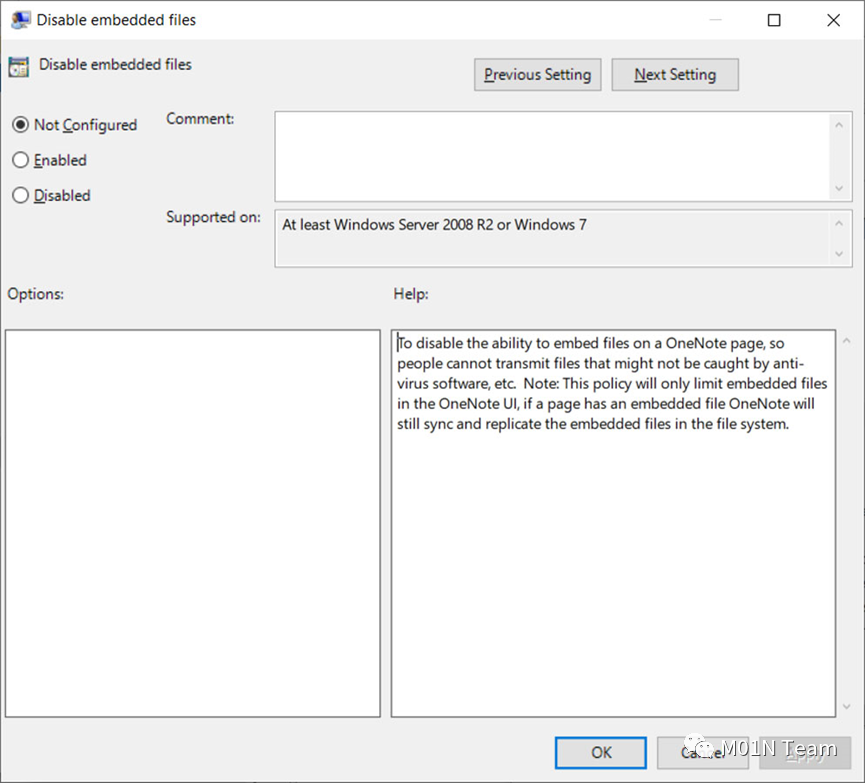 Disable embedded files
Disable embedded files
Previous Setting
Next Setting
Not Configured
Comment:
Enabled
Disabled
Supported on:
At least Windows Server 2008 R2 or Windows 7
Options:
Help:
To disable the ability to embed files on a OneNote page, so
people cannot transmit files that might not be caught by anti-
virus software, etc.  Note: This policy will only limit embedded files
in the OneNote UI, if a page has an embedded file OneNote will
still sync and replicate the embedded files in the file system.
OK
Cancel
Apply
M01N Team